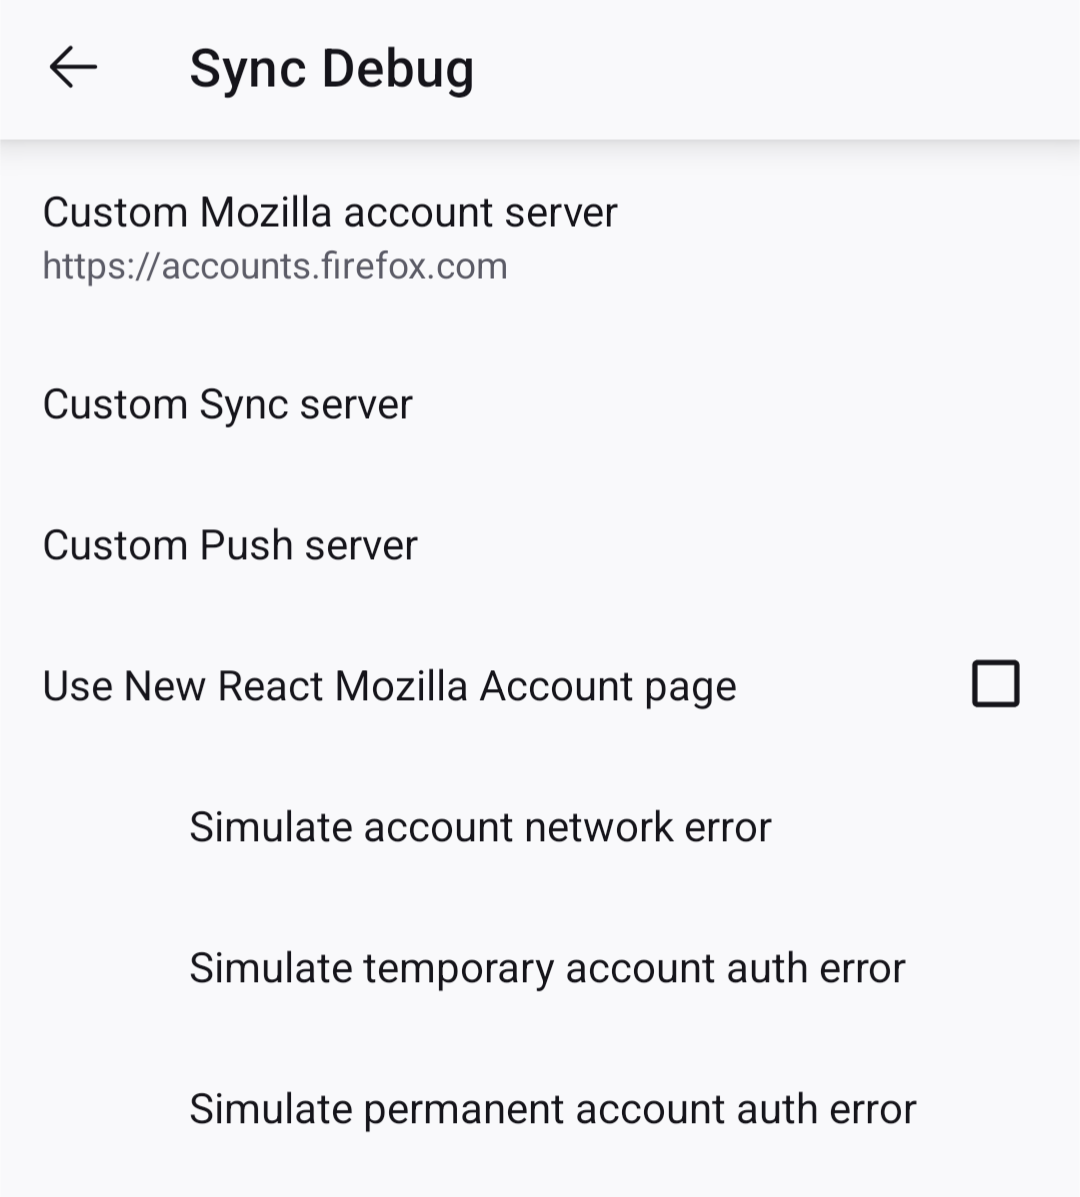 Sync Debug
Custom Mozilla account server
https://accounts.firefox.com
Custom Sync server
Custom Push server
Use New React Mozilla Account page
Simulate account network error
Simulate temporary account auth error
Simulate permanent account auth error